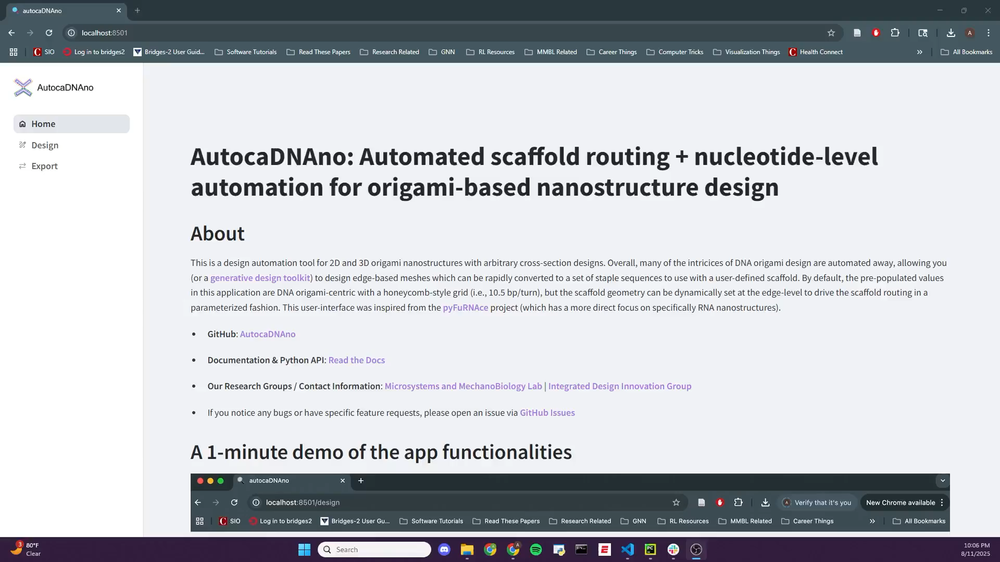 autocaDNAno
localhost:8501
SIO
Log in to bridges2
Bridges-2 User Guid...
Software Tutorials
Read These Papers
Research Related
GNN
RL Resources
MMBL Related
Career Things
Computer Tricks
Visualization Things
Health Connect
All Bookmarks
AutocaDNAno
Home
Design
Export
AutocaDNAno: Automated scaffold routing + nucleotide-level
automation for origami-based nanostructure design
About
This is a design automation tool for 2D and 3D origami nanostructures with arbitrary cross-section designs. Overall, many of the intricices of DNA origami design are automated away, allowing you
(or a generative design toolkit) to design edge-based meshes which can be rapidly converted to a set of staple sequences to use with a user-defined scaffold. By default, the pre-populated values
in this application are DNA origami-centric with a honeycomb-style grid (i.e., 10.5 bp/turn), but the scaffold geometry can be dynamically set at the edge-level to drive the scaffold routing in a
parameterized fashion. This user-interface was inspired from the pyFuRNAce project (which has a more direct focus on specifically RNA nanostructures).
• GitHub: AutocaDNAno
• Documentation & Python API: Read the Docs
• Our Research Groups / Contact Information: Microsystems and MechanoBiology Lab | Integrated Design Innovation Group
• If you notice any bugs or have specific feature requests, please open an issue via GitHub Issues
A 1-minute demo of the app functionalities
autocaDNAno
localhost:8501/design
Verify that it's you
New Chrome available
SIO
Log in to bridges2
Bridges-2 User Gu...
Software Tutorials
Read These Papers
Research Related
GNN
RL Resources
MMBL Related
Career Things
All Bookmarks
3
80°F
Clear
Search
10:06 PM
8/11/2025